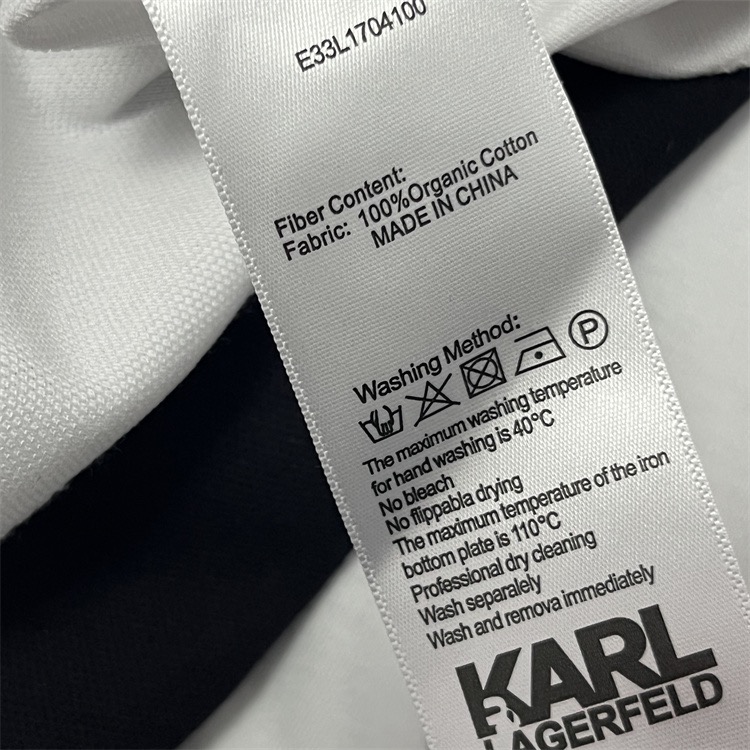 E33L1704100
Fiber Content:
Fabric: 100%Organic Cotton
MADE IN CHINA
Washing Method:
P
The maximum washing temperature
for hand washing is 40°C
No bleach
No flippabla drying
The maximum temperature of the iron
bottom plate is 110°C
Professional dry cleaning
Wash separately
Wash and remova immediately
KARL
LAGERFELD